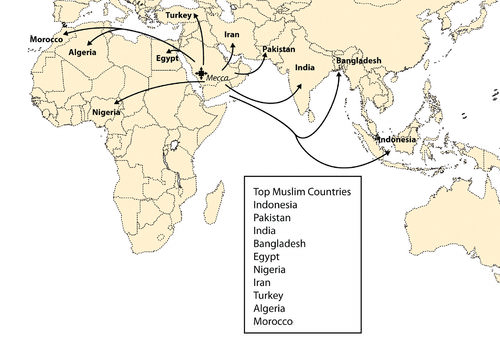 Turkey
Morocco
Iran
Algeria
Pakistan
Egypt
Bangladesh
India
Mecca
Nigeria
Indonesia
Top Muslim Countries
Indonesia
Pakistan
India
Bangladesh
Egypt
Nigeria
Iran
Turkey
Algeria
Morocco